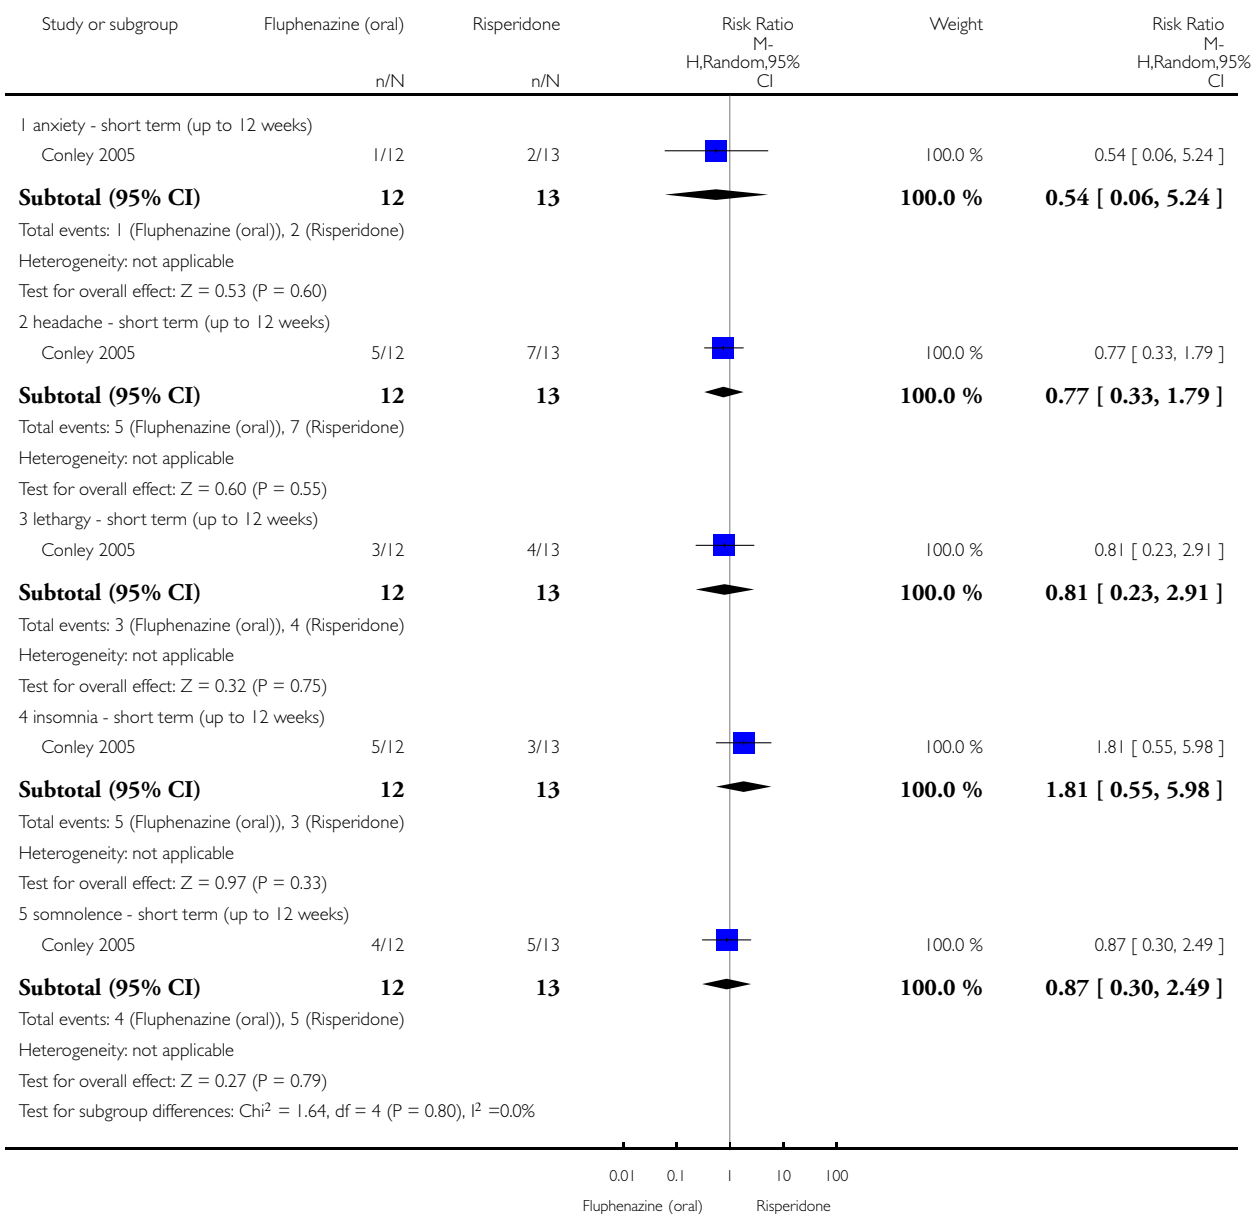 Study or subgroup Fluphenazine (oral) Risperidone Risk Ratio Weight Risk Ratio
M- M-
H,Random,95% H,Random,95%
n/N n/N CI CI
1 anxiety - short term (up to 12 weeks)
Conley 2005 1/12 2/13 100.0 % 0.54 [ 0.06, 5.24 ]
Subtotal (95% CI) 12 13 100.0 % 0.54 [ 0.06, 5.24 ]
Total events: 1 (Fluphenazine (oral)), 2 (Risperidone)
Heterogeneity: not applicable
Test for overall effect: Z = 0.53 (P = 0.60)
2 headache - short term (up to 12 weeks)
Conley 2005 5/12 7/13 100.0 % 0.77 [ 0.33, 1.79 ]
Subtotal (95% CI) 12 13 100.0 % 0.77 [ 0.33, 1.79 ]
Total events: 5 (Fluphenazine (oral)), 7 (Risperidone)
Heterogeneity: not applicable
Test for overall effect: Z = 0.60 (P = 0.55)
3 lethargy - short term (up to 12 weeks)
Conley 2005 3/12 4/13 100.0 % 0.81 [ 0.23, 2.91 ]
Subtotal (95% CI) 12 13 100.0 % 0.81 [ 0.23, 2.91 ]
Total events: 3 (Fluphenazine (oral)), 4 (Risperidone)
Heterogeneity: not applicable
Test for overall effect: Z = 0.32 (P = 0.75)
4 insomnia - short term (up to 12 weeks)
Conley 2005 5/12 3/13 100.0 % 1.81 [ 0.55, 5.98 ]
Subtotal (95% CI) 12 13 100.0 % 1.81 [ 0.55, 5.98 ]
Total events: 5 (Fluphenazine (oral)), 3 (Risperidone)
Heterogeneity: not applicable
Test for overall effect: Z = 0.97 (P = 0.33)
5 somnolence - short term (up to 12 weeks)
Conley 2005 4/12 5/13 100.0 % 0.87 [ 0.30, 2.49 ]
Subtotal (95% CI) 12 13 100.0 % 0.87 [ 0.30, 2.49 ]
Total events: 4 (Fluphenazine (oral)), 5 (Risperidone)
Heterogeneity: not applicable
Test for overall effect: Z = 0.27 (P = 0.79)
Test for subgroup differences: Chi² = 1.64, df = 4 (P = 0.80), I² =0.0%
0.01 0.1 1 10 100
Fluphenazine (oral) Risperidone